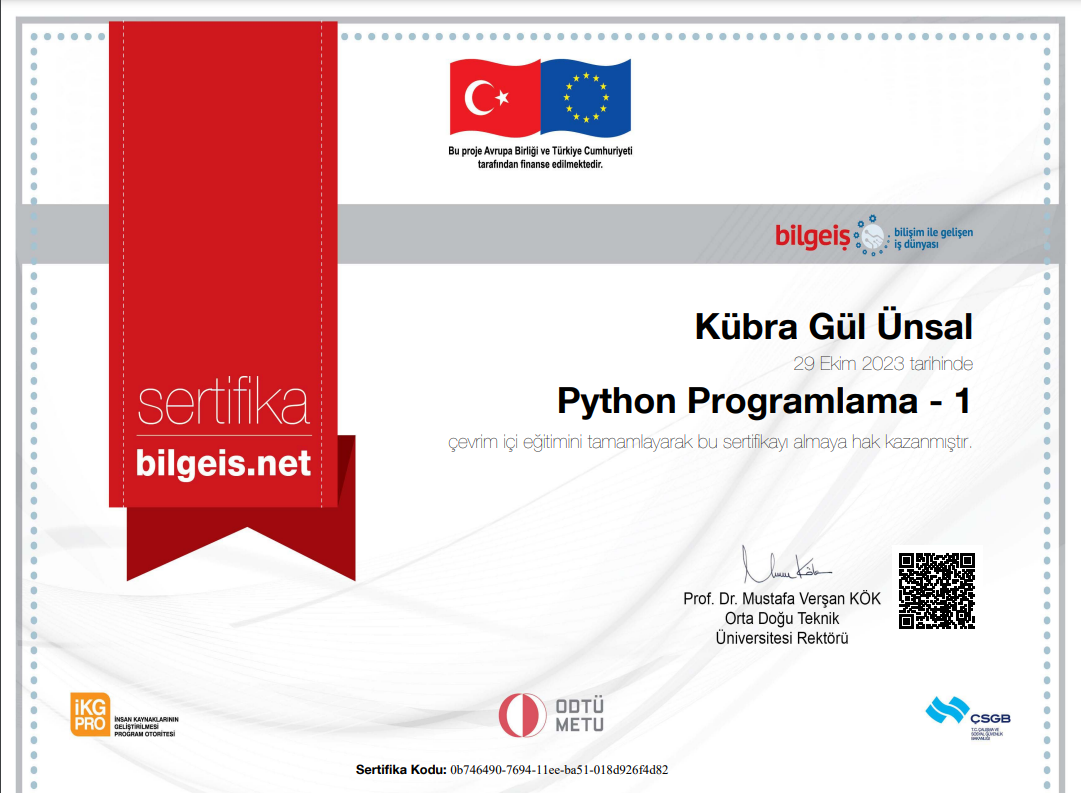 Bu proje Avrupa Birliği ve Türkiye Cumhuriyeti
tarafından finanse edilmektedir.
bilgeiş
bilişim ile gelişen
iş dünyası
Kübra Gül Ünsal
29 Ekim 2023 tarihinde
Python Programlama - 1
çevrim içi eğitimini tamamlayarak bu sertifikayı almaya hak kazanmıştır.
sertifika
bilgeis.net
Prof. Dr. Mustafa Verşan KÖK
Orta Doğu Teknik
Üniversitesi Rektörü
iKG
PRO
İNSAN KAYNAKLARININ
GELİŞTİRİLMESİ
PROGRAM OTORİTESİ
ODTÜ
METU
ÇSGB
T.C. ÇALIŞMA VE
SOSYAL GÜVENLİK
BAKANLIĞI
Sertifika Kodu: 0b746490-7694-11ee-ba51-018d926f4d82